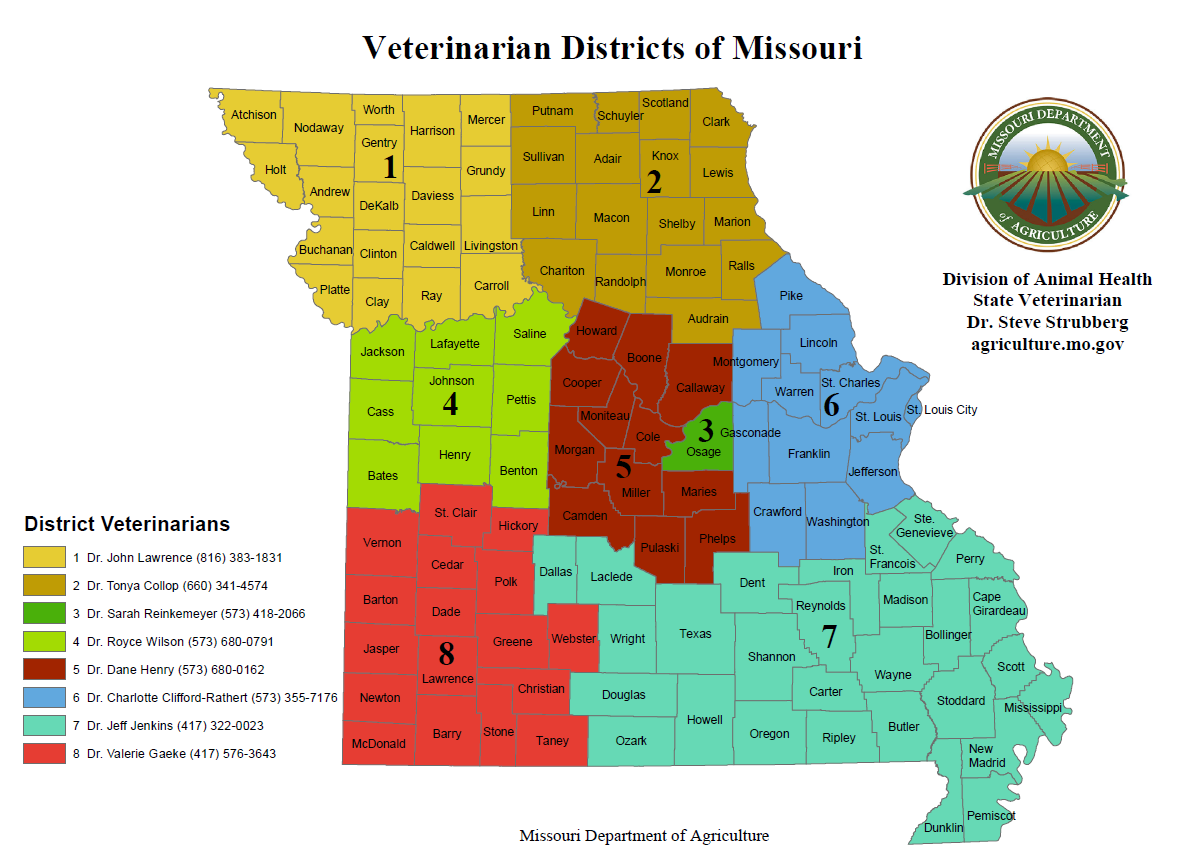 Veterinarian Districts of Missouri
MISSOURI DEPARTMENT
of AGRICULTURE
Division of Animal Health
State Veterinarian
Dr. Steve Strubberg
agriculture.mo.gov
Atchison
Nodaway
Worth
Harrison
Mercer
Putnam
Schuyler
Scotland
Clark
Holt
Gentry
1
Grundy
Sullivan
Adair
Knox
2
Lewis
Andrew
DeKalb
Daviess
Linn
Macon
Shelby
Marion
Buchanan
Clinton
Caldwell
Livingston
Chariton
Randolph
Monroe
Ralls
Platte
Clay
Ray
Carroll
Audrain
Pike
Jackson
Lafayette
Saline
Howard
Boone
Callaway
Montgomery
Lincoln
Cass
Johnson
4
Pettis
Cooper
Moniteau
Cole
Warren
St. Charles
6
St. Louis
St. Louis City
Bates
Henry
Benton
Morgan
5
Miller
3
Osage
Gasconade
Franklin
Jefferson
Maries
Camden
Pulaski
Phelps
Crawford
Washington
Vernon
St. Clair
Hickory
Cedar
Polk
Dallas
Laclede
Dent
Iron
St.
Francois
Ste.
Genevieve
Perry
Barton
Dade
Greene
Webster
Wright
Texas
Reynolds
7
Madison
Cape
Girardeau
Bollinger
Jasper
8
Lawrence
Christian
Douglas
Shannon
Carter
Wayne
Scott
Stoddard
Mississippi
Newton
McDonald
Barry
Stone
Taney
Ozark
Howell
Oregon
Ripley
Butler
New
Madrid
Dunklin
Pemiscot
District Veterinarians
1 Dr. John Lawrence (816) 383-1831
2 Dr. Tonya Collop (660) 341-4574
3 Dr. Sarah Reinkemeyer (573) 418-2066
4 Dr. Royce Wilson (573) 680-0791
5 Dr. Dane Henry (573) 680-0162
6 Dr. Charlotte Clifford-Rathert (573) 355-7176
7 Dr. Jeff Jenkins (417) 322-0023
8 Dr. Valerie Gaeke (417) 576-3643
Missouri Department of Agriculture